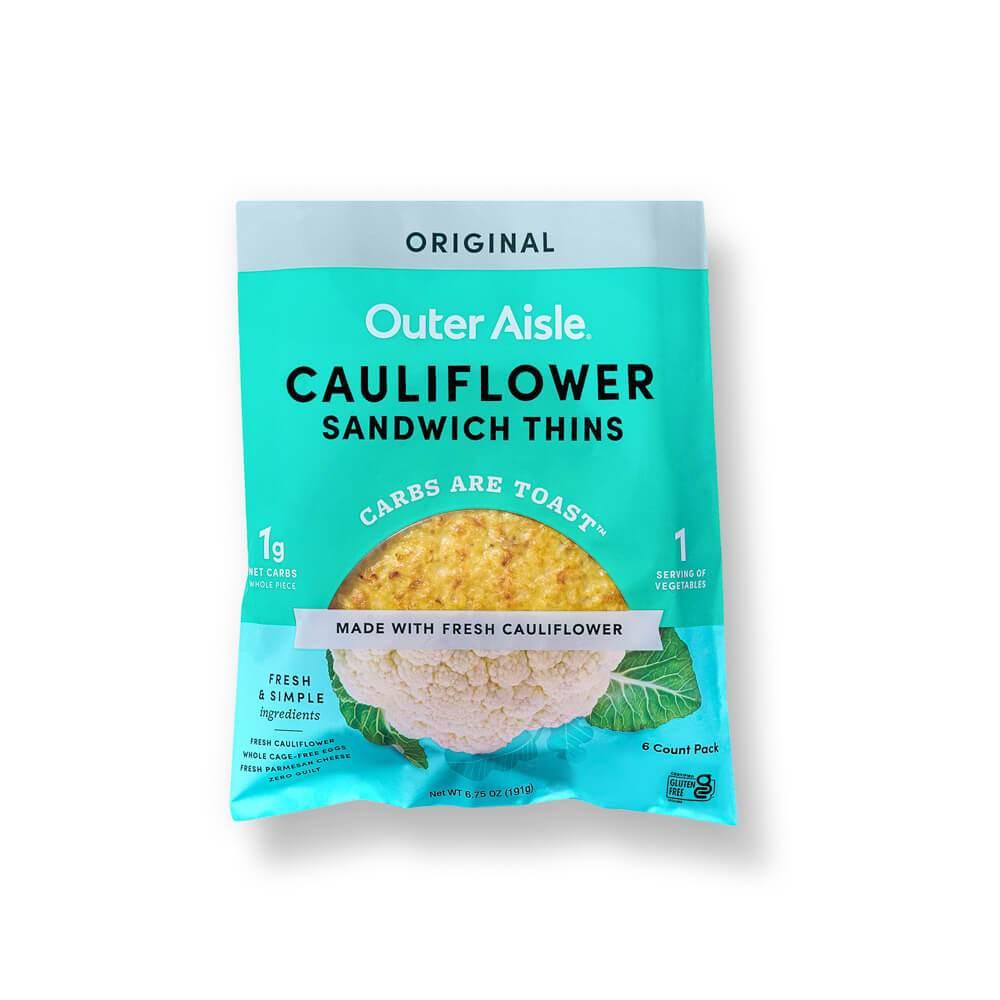 ORIGINAL
Outer Aisle®
CAULIFLOWER
SANDWICH THINS
CARBS ARE TOAST™
1g
NET CARBS
WHOLE PIECE
1
SERVING OF
VEGETABLES
MADE WITH FRESH CAULIFLOWER
FRESH
& SIMPLE
ingredients
FRESH CAULIFLOWER
WHOLE CAGE-FREE EGGS
FRESH PARMESAN CHEESE
ZERO GUILT
6 Count Pack
Net WT 6.75 OZ (191g)
CERTIFIED
GLUTEN
FREE